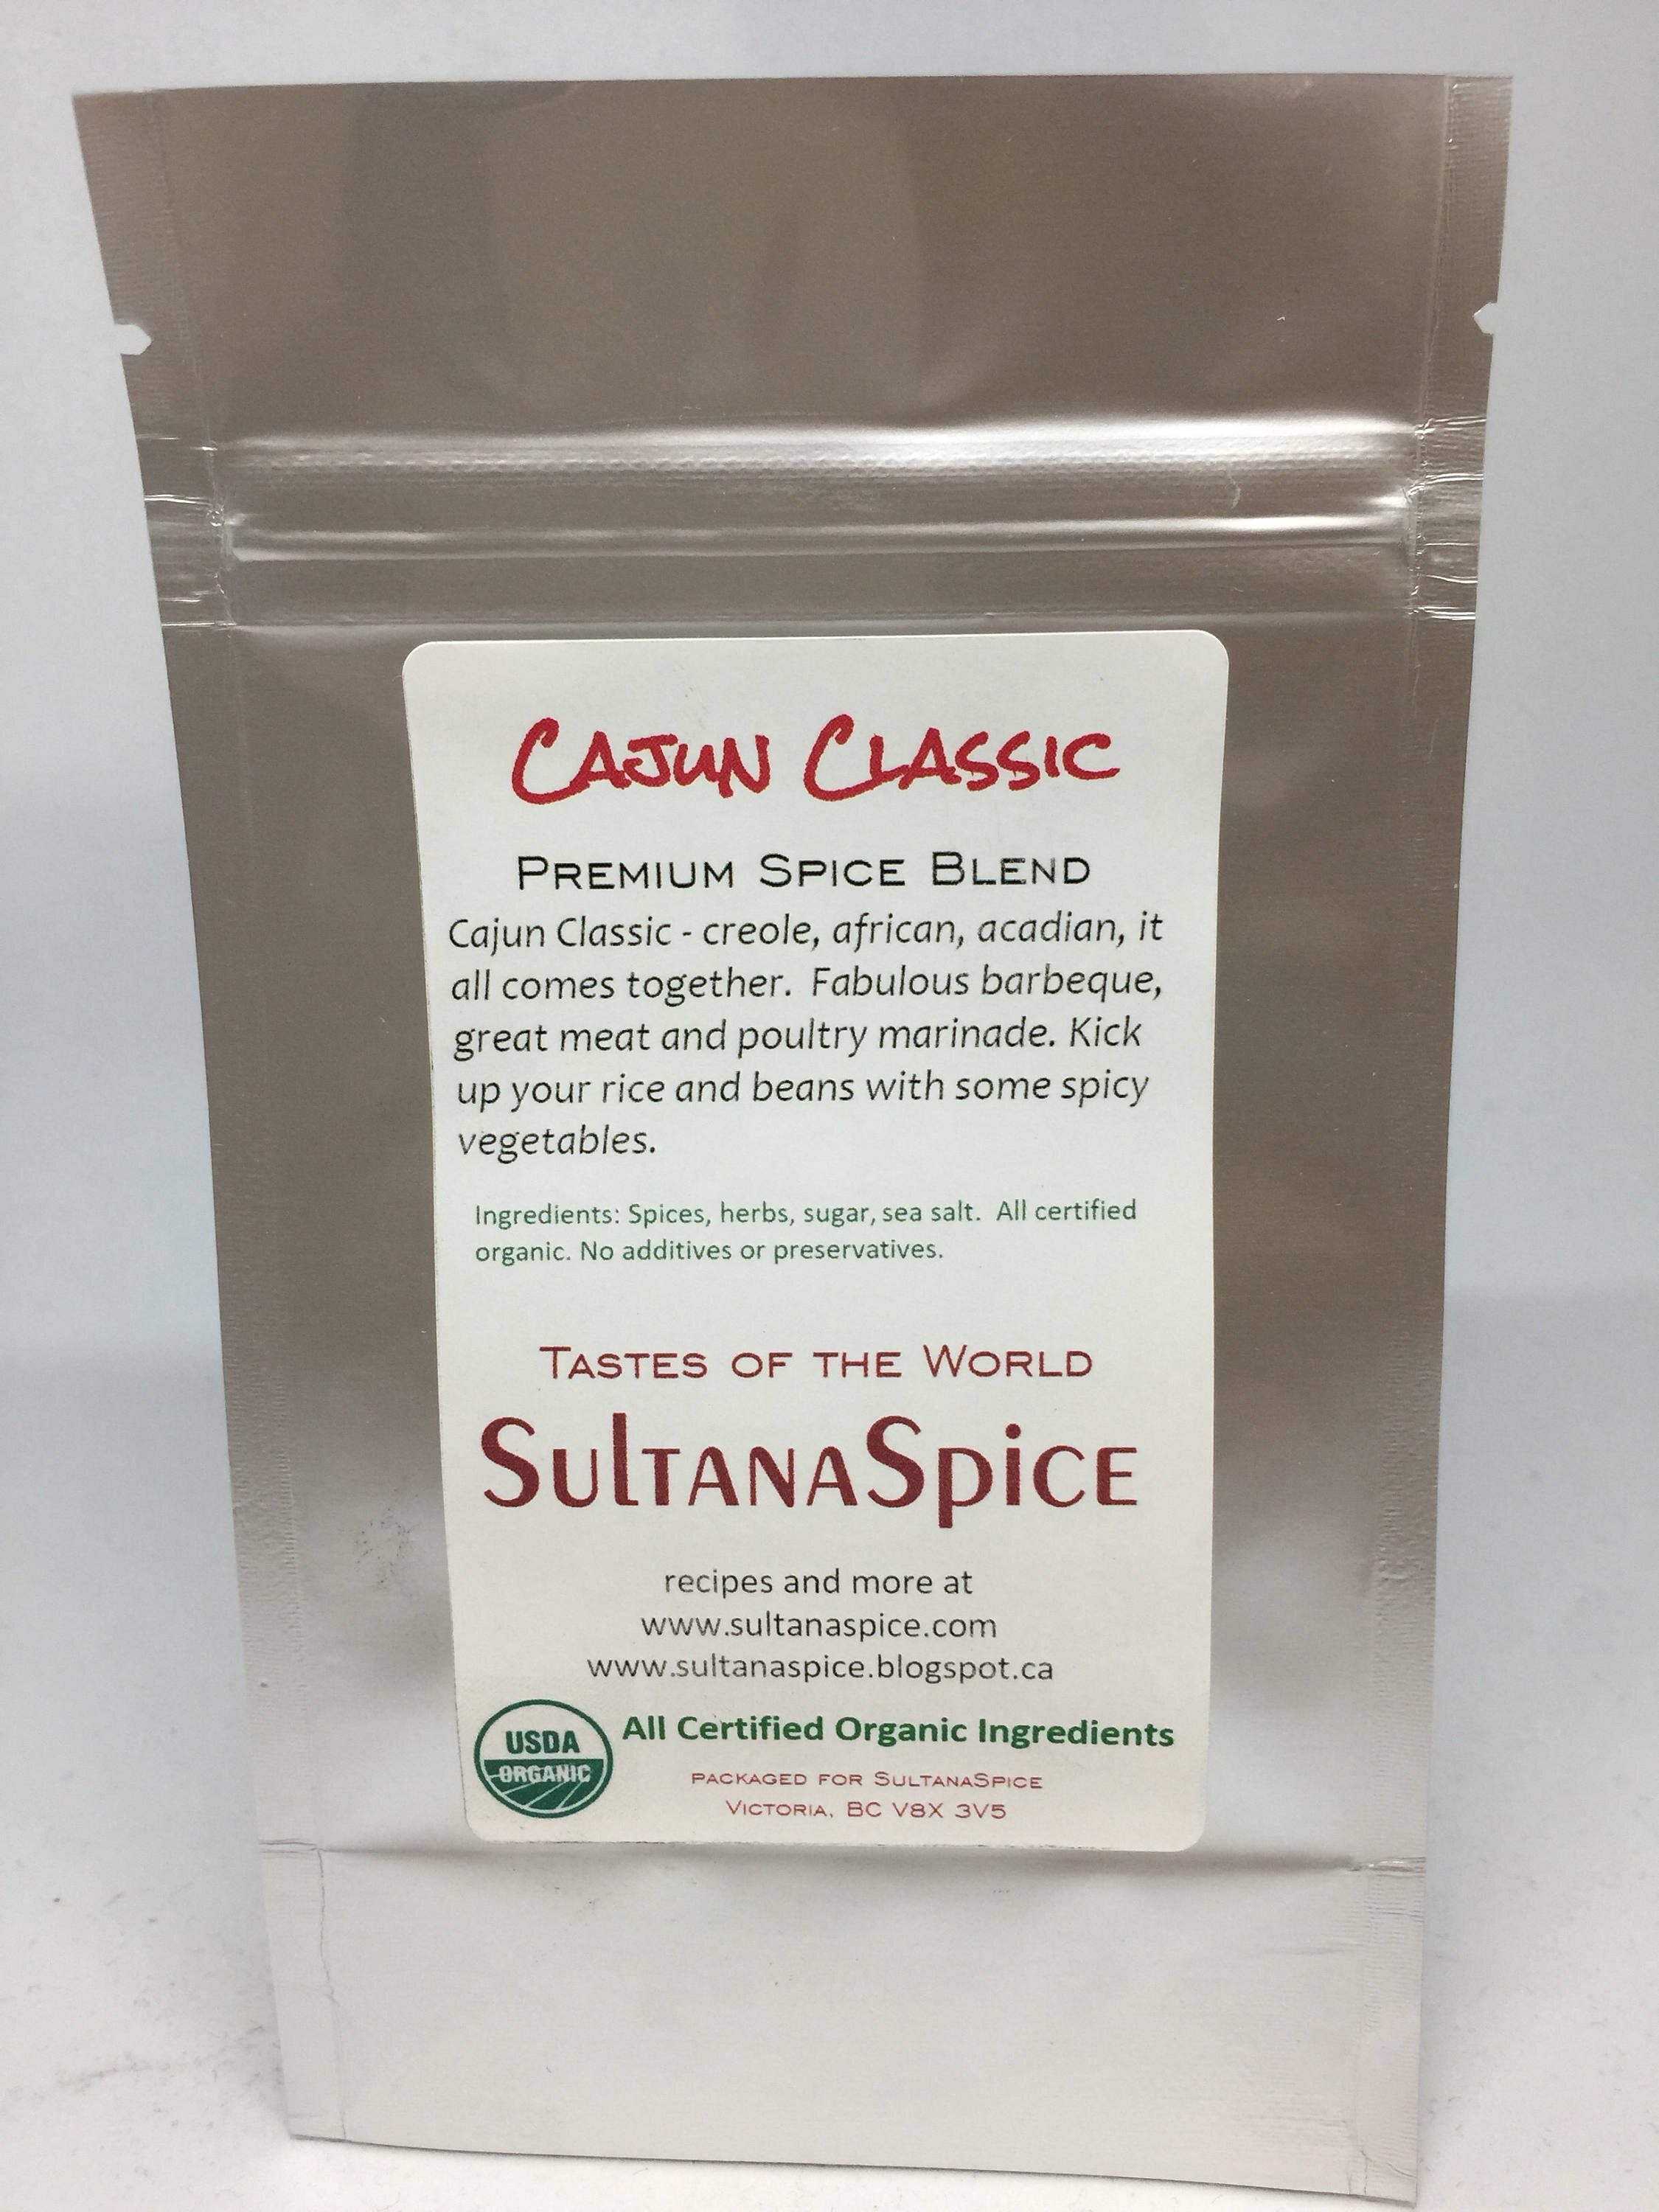 Cajun Classic
Premium Spice Blend
Cajun Classic - creole, african, acadian, it
all comes together. Fabulous barbeque,
great meat and poultry marinade. Kick
up your rice and beans with some spicy
vegetables.
Ingredients: Spices, herbs, sugar, sea salt. All certified
organic. No additives or preservatives.
Tastes of the World
SultanaSpice
recipes and more at
www.sultanaspice.com
www.sultanaspice.blogspot.ca
USDA
ORGANIC
All Certified Organic Ingredients
packaged for SultanaSpice
Victoria, BC V8X 3V5